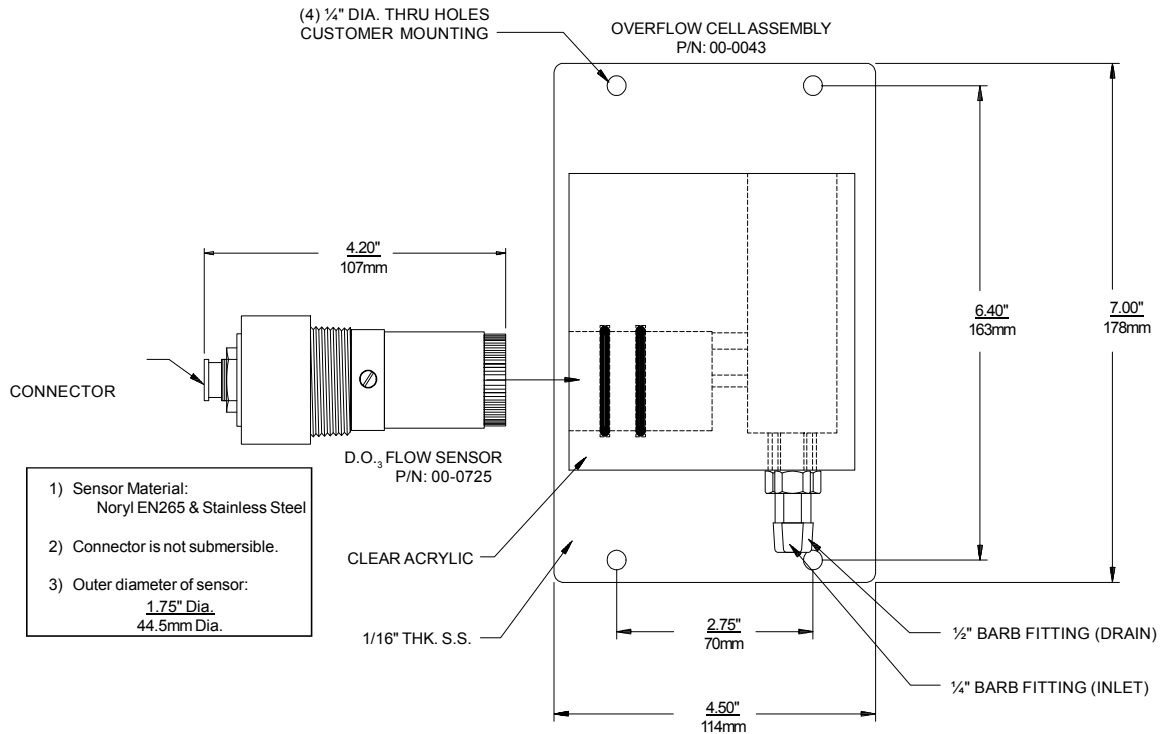 (4) ¼" DIA. THRU HOLES
CUSTOMER MOUNTING
OVERFLOW CELL ASSEMBLY
P/N: 00-0043
4.20"
107mm
6.40"
163mm
7.00"
178mm
CONNECTOR
D.O.₃ FLOW SENSOR
P/N: 00-0725
1) Sensor Material:
Noryl EN265 & Stainless Steel
2) Connector is not submersible.
3) Outer diameter of sensor:
1.75" Dia.
44.5mm Dia.
CLEAR ACRYLIC
1/16" THK. S.S.
2.75"
70mm
½" BARB FITTING (DRAIN)
¼" BARB FITTING (INLET)
4.50"
114mm